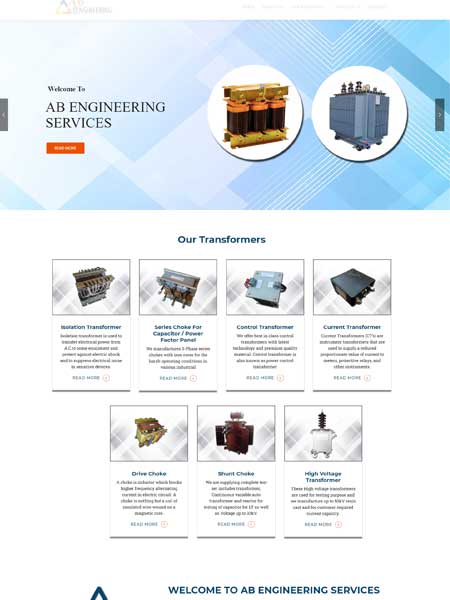 ENGINEERING
Welcome To
AB ENGINEERING
SERVICES
READ MORE
Our Transformers
Isolation Transformer
Isolation transformer is used to
transfer electrical power from
A.C or some equipment and
protect against electric shock
and to suppress electrical noise
in sensitive devices.
READ MORE
Series Choke For
Capacitor / Power
Factor Panel
We manufacturers 3-Phase series
chokes with iron cores for the
harsh operating conditions in
various industrial
READ MORE
Control Transformer
We offer best in class control
transformers with latest
technology and premium quality
material. Control transformer is
also known as power control
transformer
READ MORE
Current Transformer
Current Transformers (CT's) are
instrument transformers that are
used to supply a reduced
proportionate value of current to
meters, protective relays, and
other instruments.
READ MORE
Drive Choke
A choke is inductor which blocks
higher frequency alternating
current in electric circuit. A
choke is nothing but a coil of
insulated wire wound on a
magnetic core.
READ MORE
Shunt Choke
We are supplying complete
set includes transformer,
Continuous variable auto
transformer and reactor for
testing of capacitor for LT as well
as Voltage up to
READ MORE
High Voltage
Transformer
These High voltage transformers
are used for testing purpose and
we manufacture up to resin
cast and for customer required
current capacity.
READ MORE
WELCOME TO AB ENGINEERING SERVICES